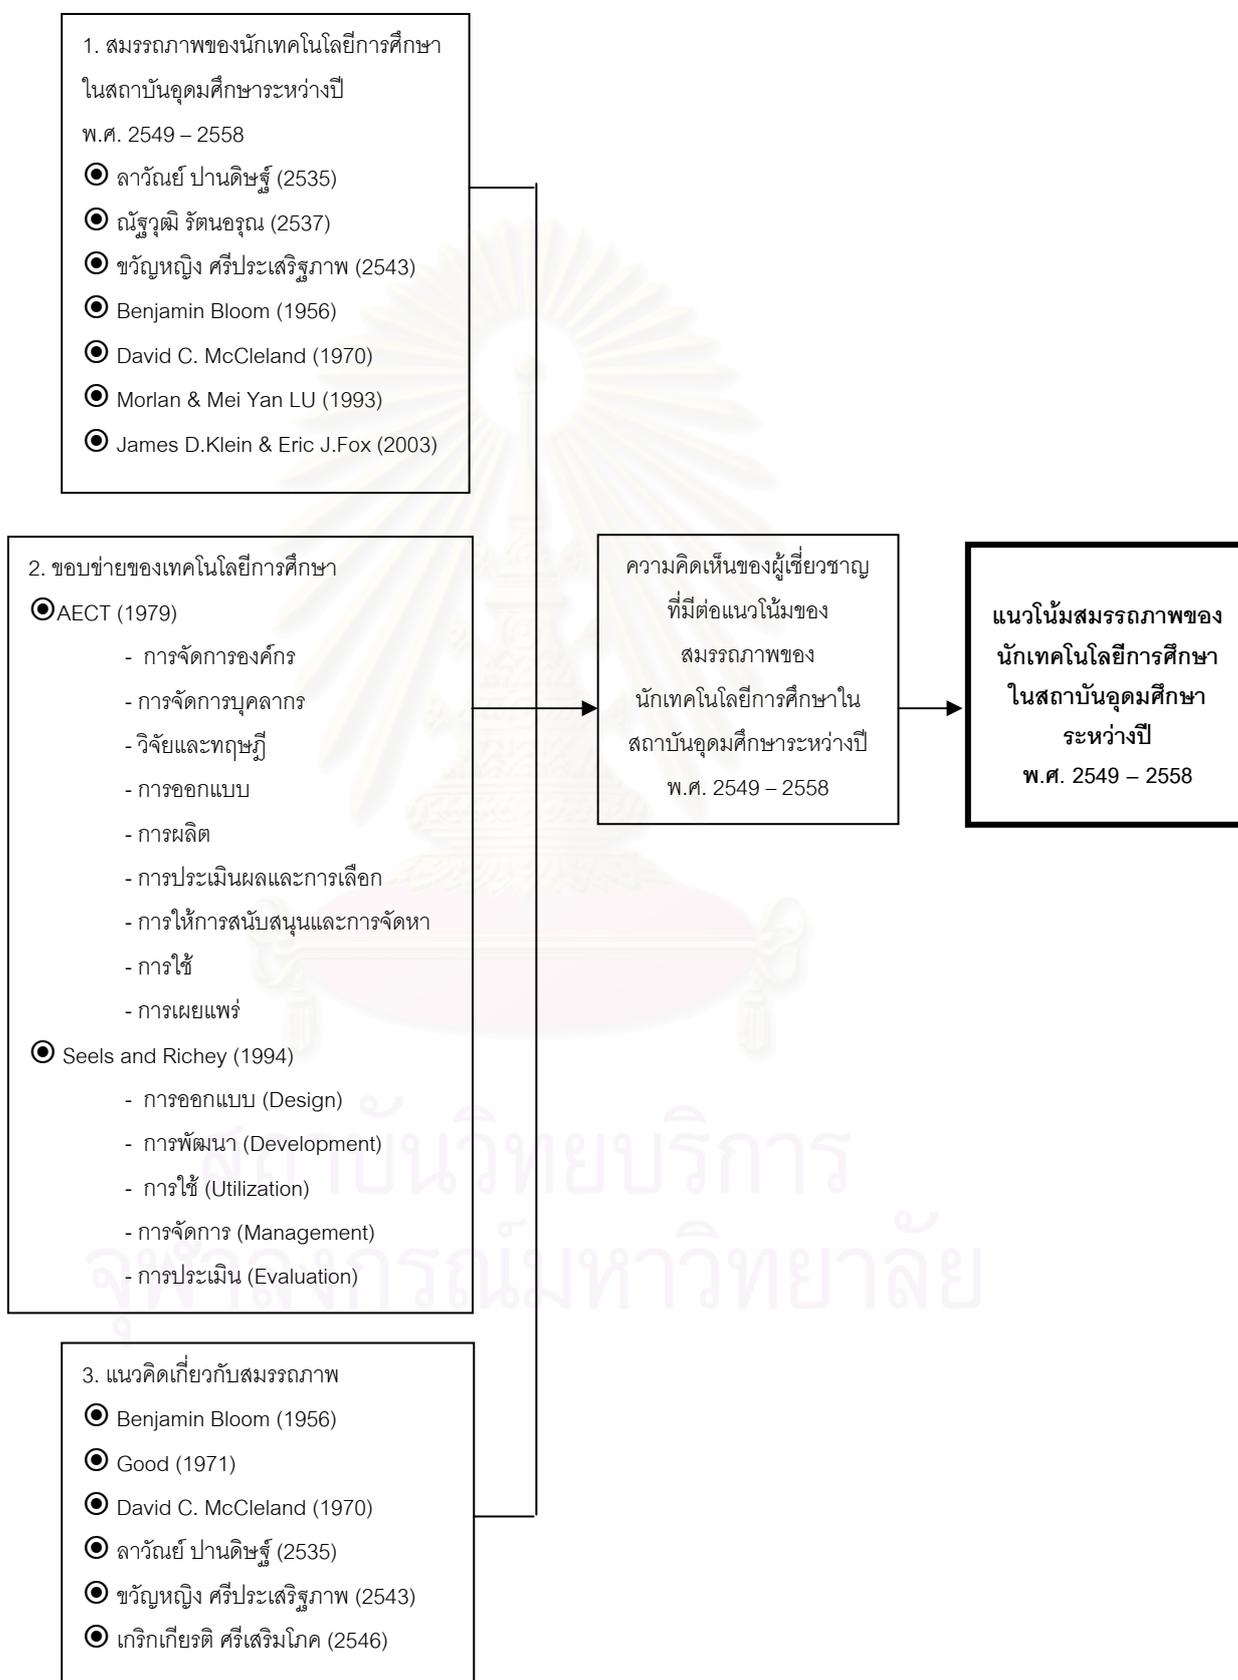 1. สมรรถภาพของนักเทคโนโลยีการศึกษา
ในสถาบันอุดมศึกษาระหว่างปี
พ.ศ. 2549 – 2558
ลาวัณย์ ปานดิษฐ์ (2535)
ณัฐวุฒิ รัตนอรุณ (2537)
ขวัญหญิง ศรีประเสริฐภาพ (2543)
Benjamin Bloom (1956)
David C. McCleland (1970)
Morlan & Mei Yan LU (1993)
James D.Klein & Eric J.Fox (2003)
2. ขอบข่ายของเทคโนโลยีการศึกษา
AECT (1979)
- การจัดการองค์กร
- การจัดการบุคลากร
- วิจัยและทฤษฎี
- การออกแบบ
- การผลิต
- การประเมินผลและการเลือก
- การให้การสนับสนุนและการจัดหา
- การใช้
- การเผยแพร่
Seels and Richey (1994)
- การออกแบบ (Design)
- การพัฒนา (Development)
- การใช้ (Utilization)
- การจัดการ (Management)
- การประเมิน (Evaluation)
3. แนวคิดเกี่ยวกับสมรรถภาพ
Benjamin Bloom (1956)
Good (1971)
David C. McCleland (1970)
ลาวัณย์ ปานดิษฐ์ (2535)
ขวัญหญิง ศรีประเสริฐภาพ (2543)
เกริกเกียรติ ศรีเสริมโภค (2546)
ความคิดเห็นของผู้เชี่ยวชาญ
ที่มีต่อแนวโน้มของ
สมรรถภาพของ
นักเทคโนโลยีการศึกษาใน
สถาบันอุดมศึกษาระหว่างปี
พ.ศ. 2549 – 2558
แนวโน้มสมรรถภาพของ
นักเทคโนโลยีการศึกษา
ในสถาบันอุดมศึกษา
ระหว่างปี
พ.ศ. 2549 – 2558
สถาบันวิทยบริการ
จุฬาลงกรณ์มหาวิทยาลัย